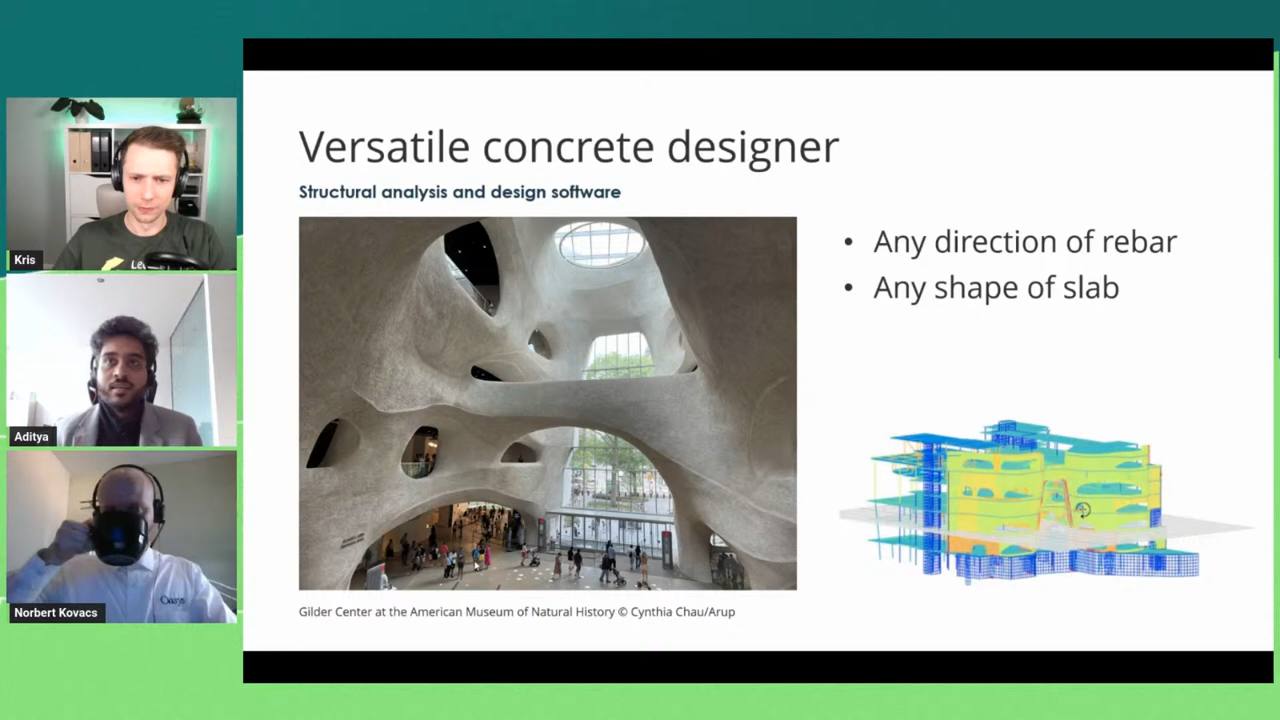 Versatile concrete designer
Structural analysis and design software
• Any direction of rebar
• Any shape of slab
Gilder Center at the American Museum of Natural History © Cynthia Chau/Arup
Kris
Aditya
Oasys
Norbert Kovacs